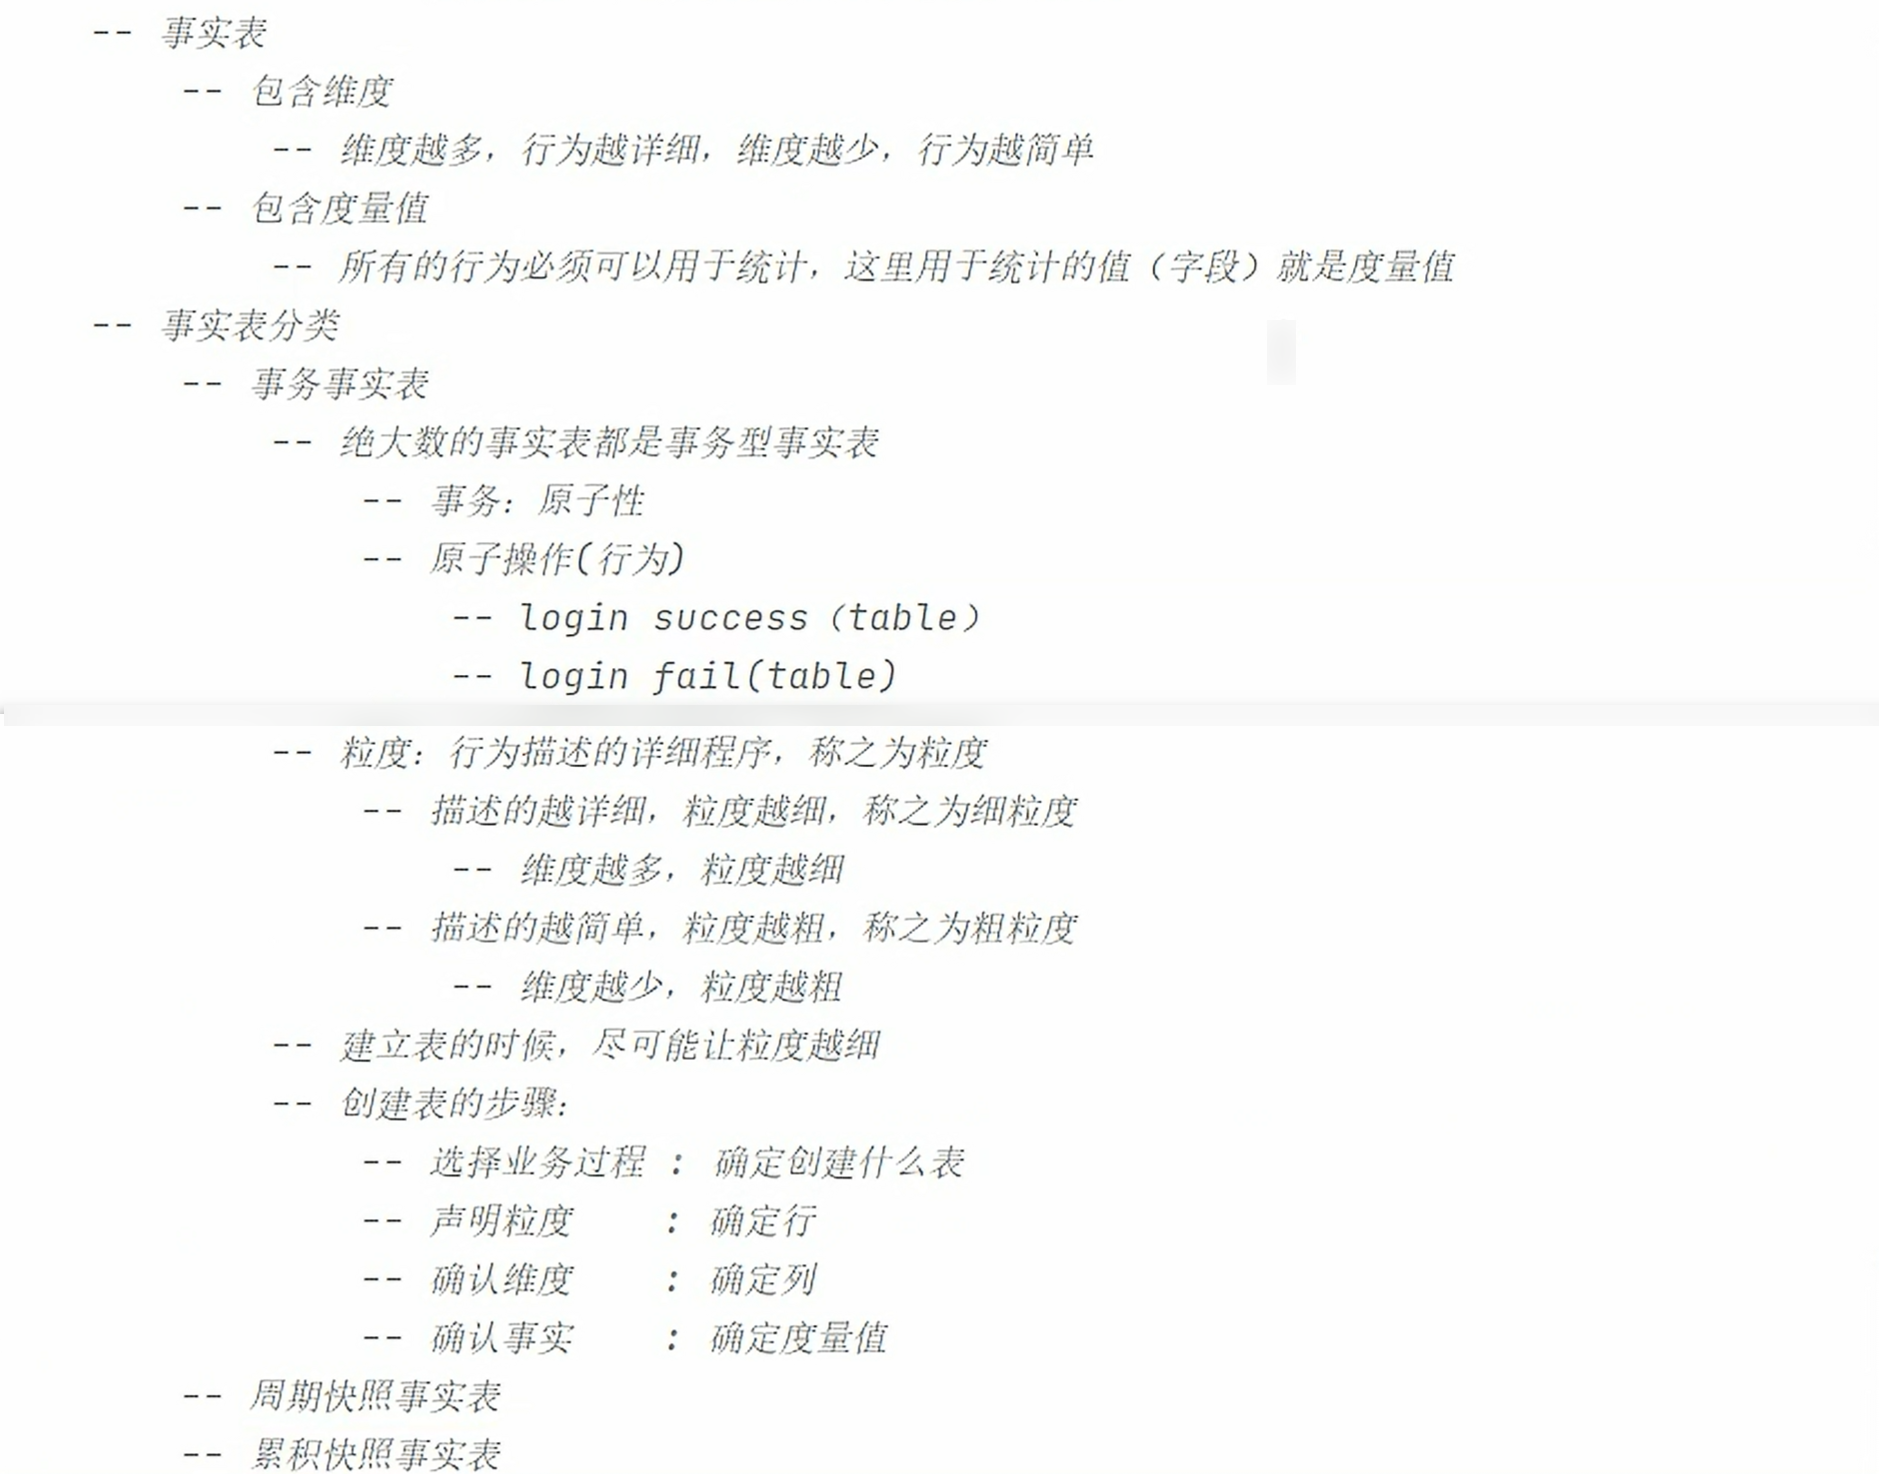 -- 事实表
-- 包含维度
-- 维度越多，行为越详细，维度越少，行为越简单
-- 包含度量值
-- 所有的行为必须可以用于统计，这里用于统计的值（字段）就是度量值
-- 事实表分类
-- 事务事实表
-- 绝大数的事实表都是事务型事实表
-- 事务：原子性
-- 原子操作(行为)
-- login success（table）
-- login fail(table)
-- 粒度：行为描述的详细程序，称之为粒度
-- 描述的越详细，粒度越细，称之为细粒度
-- 维度越多，粒度越细
-- 描述的越简单，粒度越粗，称之为粗粒度
-- 维度越少，粒度越粗
-- 建立表的时候，尽可能让粒度越细
-- 创建表的步骤：
-- 选择业务过程 : 确定创建什么表
-- 声明粒度 : 确定行
-- 确认维度 : 确定列
-- 确认事实 : 确定度量值
-- 周期快照事实表
-- 累积快照事实表